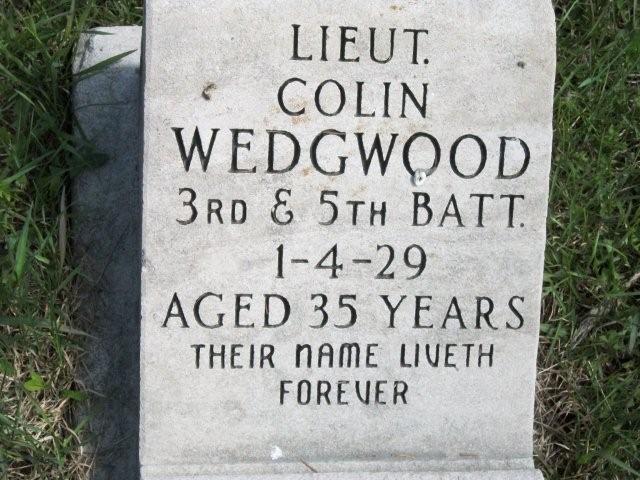 LIEUT.
COLIN
WEDGWOOD
3RD & 5TH BATT.
1-4-29
AGED 35 YEARS
THEIR NAME LIVETH
FOREVER